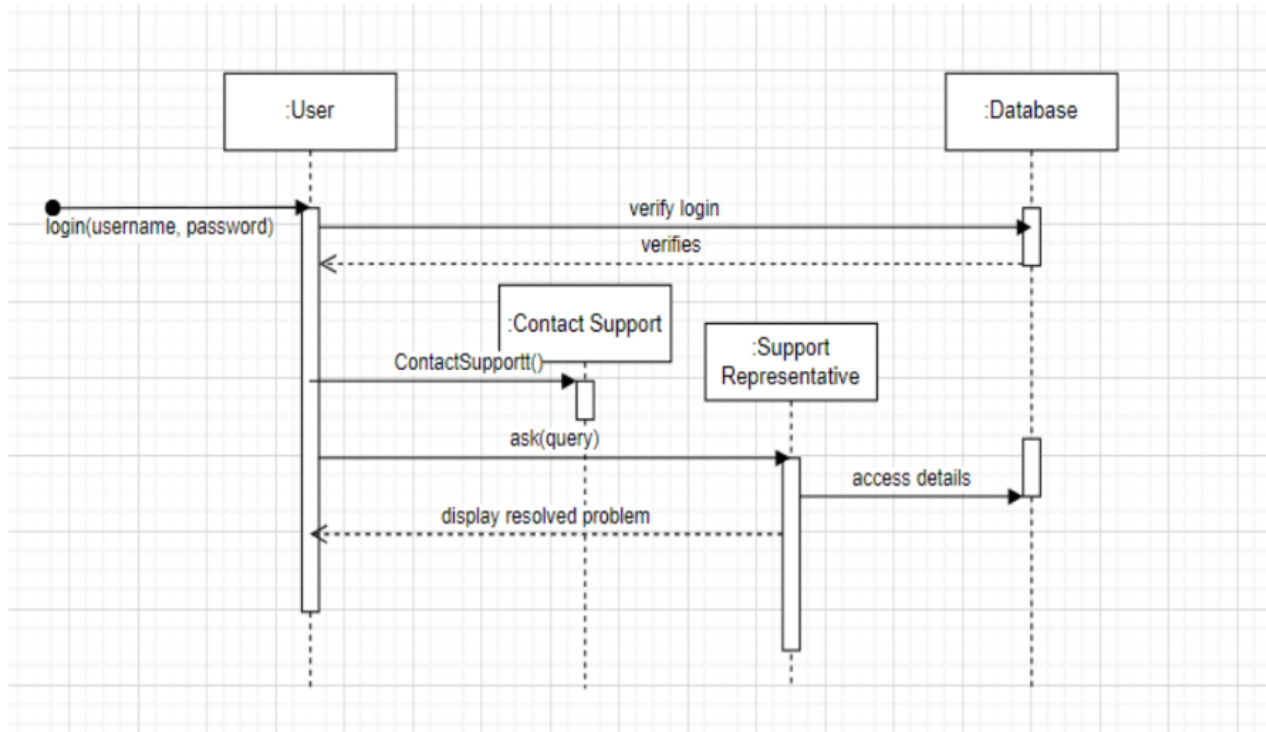 :User
:Database
login(username, password)
verify login
verifies
:Contact Support
:Support
Representative
ContactSupportt()
ask(query)
access details
display resolved problem